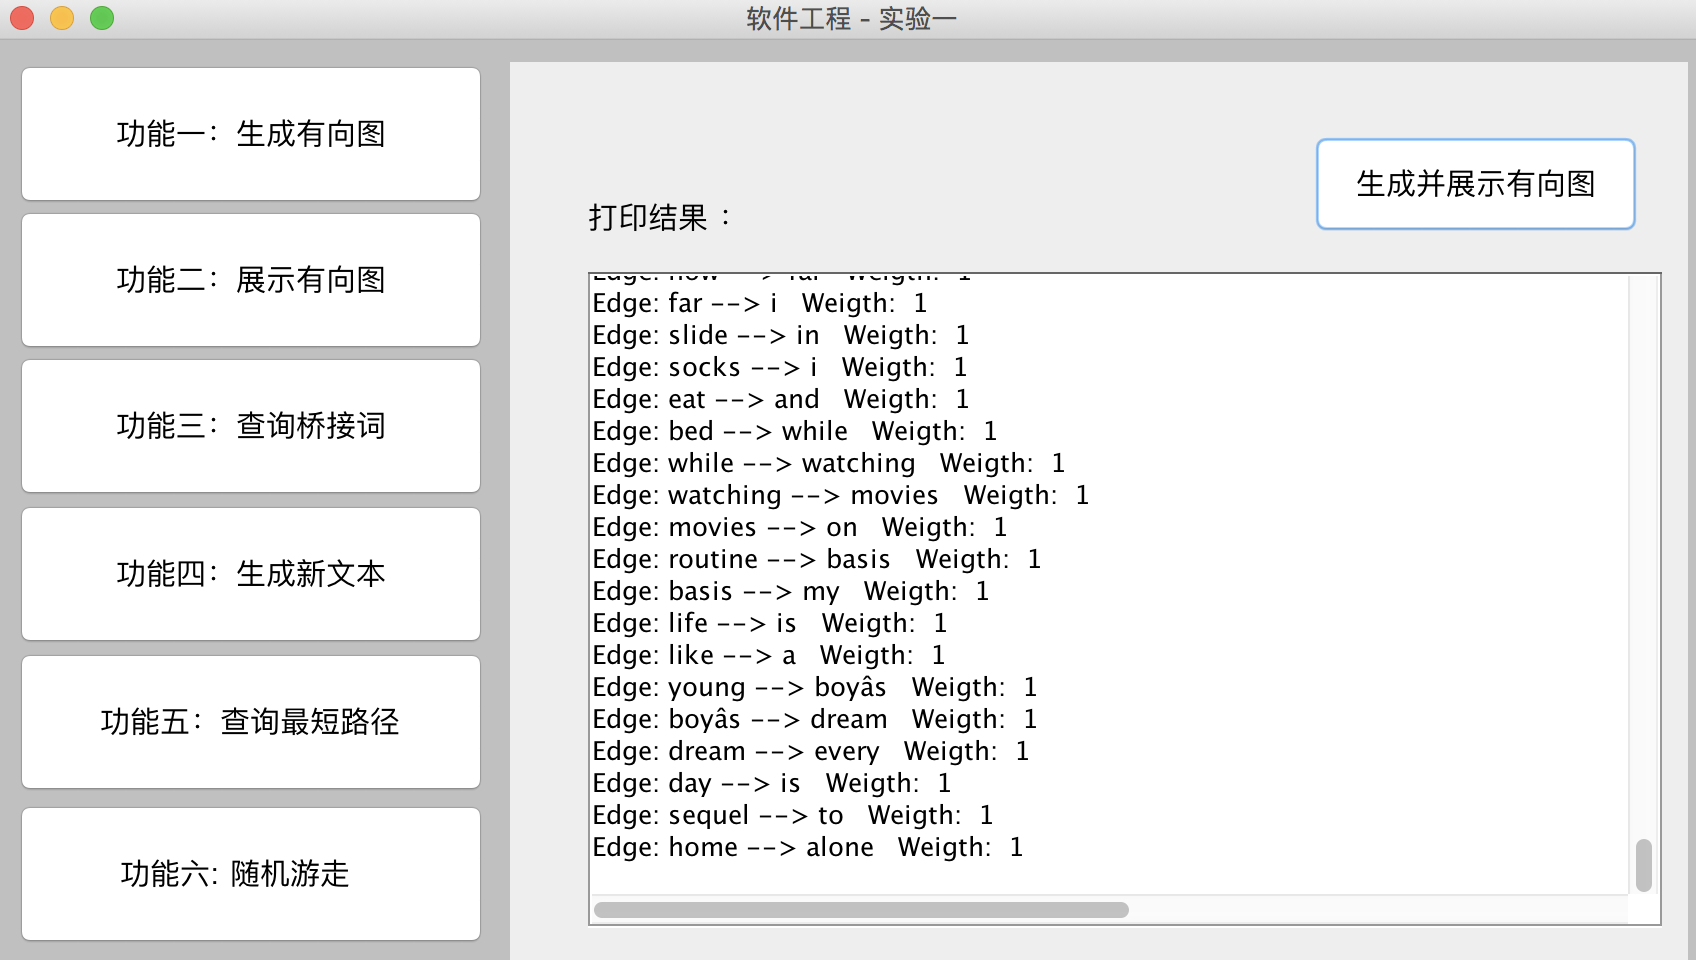 软件工程 - 实验一
功能一：生成有向图
功能二：展示有向图
功能三：查询桥接词
功能四：生成新文本
功能五：查询最短路径
功能六: 随机游走
生成并展示有向图
打印结果 ：
Edge: how --> far Weigth: 1
Edge: far --> i Weigth: 1
Edge: slide --> in Weigth: 1
Edge: socks --> i Weigth: 1
Edge: eat --> and Weigth: 1
Edge: bed --> while Weigth: 1
Edge: while --> watching Weigth: 1
Edge: watching --> movies Weigth: 1
Edge: movies --> on Weigth: 1
Edge: routine --> basis Weigth: 1
Edge: basis --> my Weigth: 1
Edge: life --> is Weigth: 1
Edge: like --> a Weigth: 1
Edge: young --> boyâs Weigth: 1
Edge: boyâs --> dream Weigth: 1
Edge: dream --> every Weigth: 1
Edge: day --> is Weigth: 1
Edge: sequel --> to Weigth: 1
Edge: home --> alone Weigth: 1